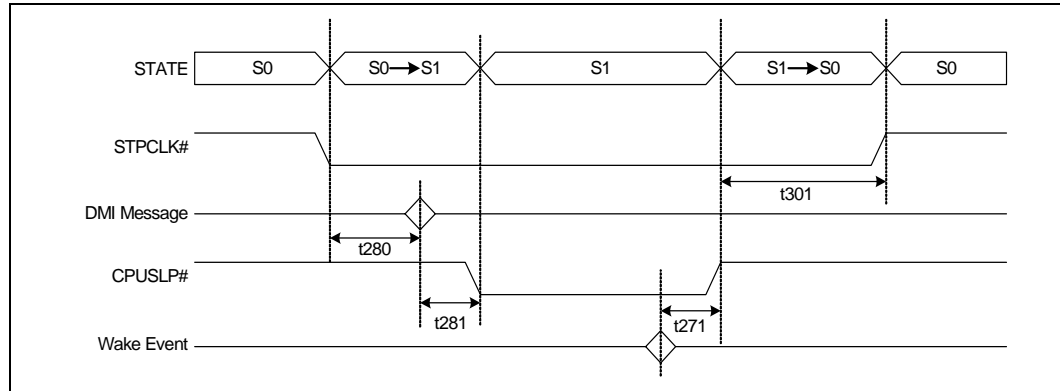 STATE S0 S0→S1 S1 S1→S0 S0
STPCLK#
t301
DMI Message
t280
CPUSLP#
t281
t271
Wake Event